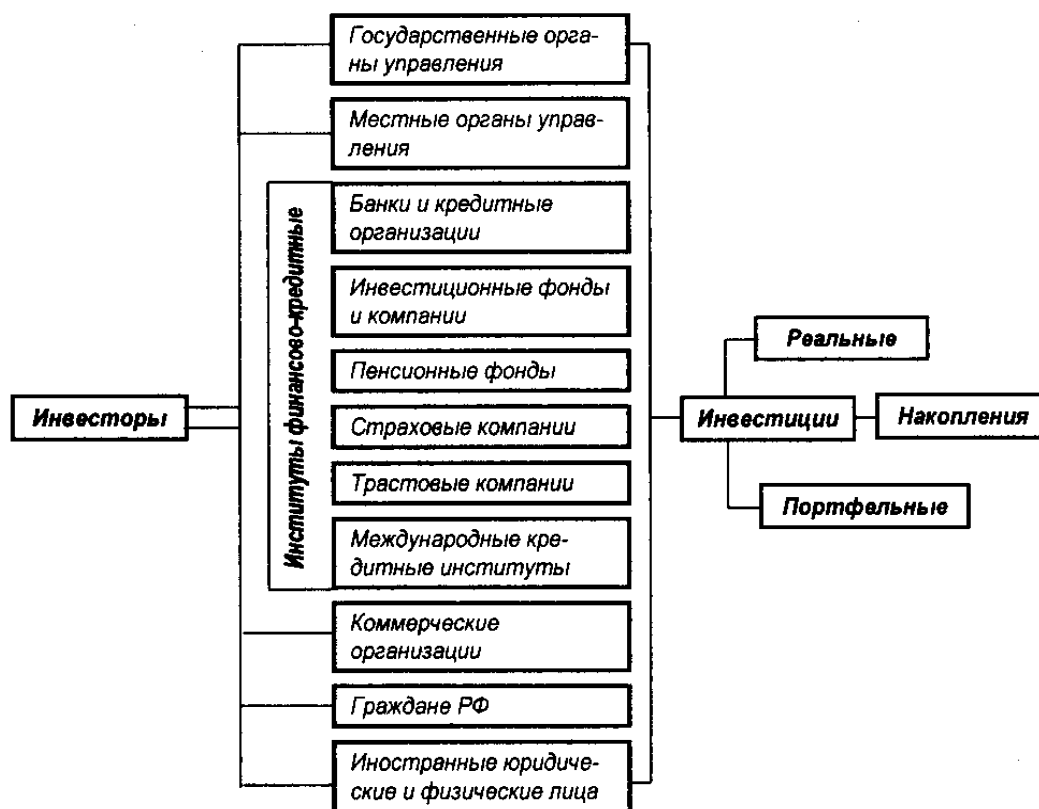 Государственные орга-
ны управления
Местные органы управ-
ления
Институты финансово-кредитные
Банки и кредитные
организации
Инвестиционные фонды
и компании
Пенсионные фонды
Страховые компании
Трастовые компании
Международные кре-
дитные институты
Коммерческие
организации
Граждане РФ
Иностранные юридиче-
ские и физические лица
Инвесторы
Реальные
Инвестиции
Накопления
Портфельные